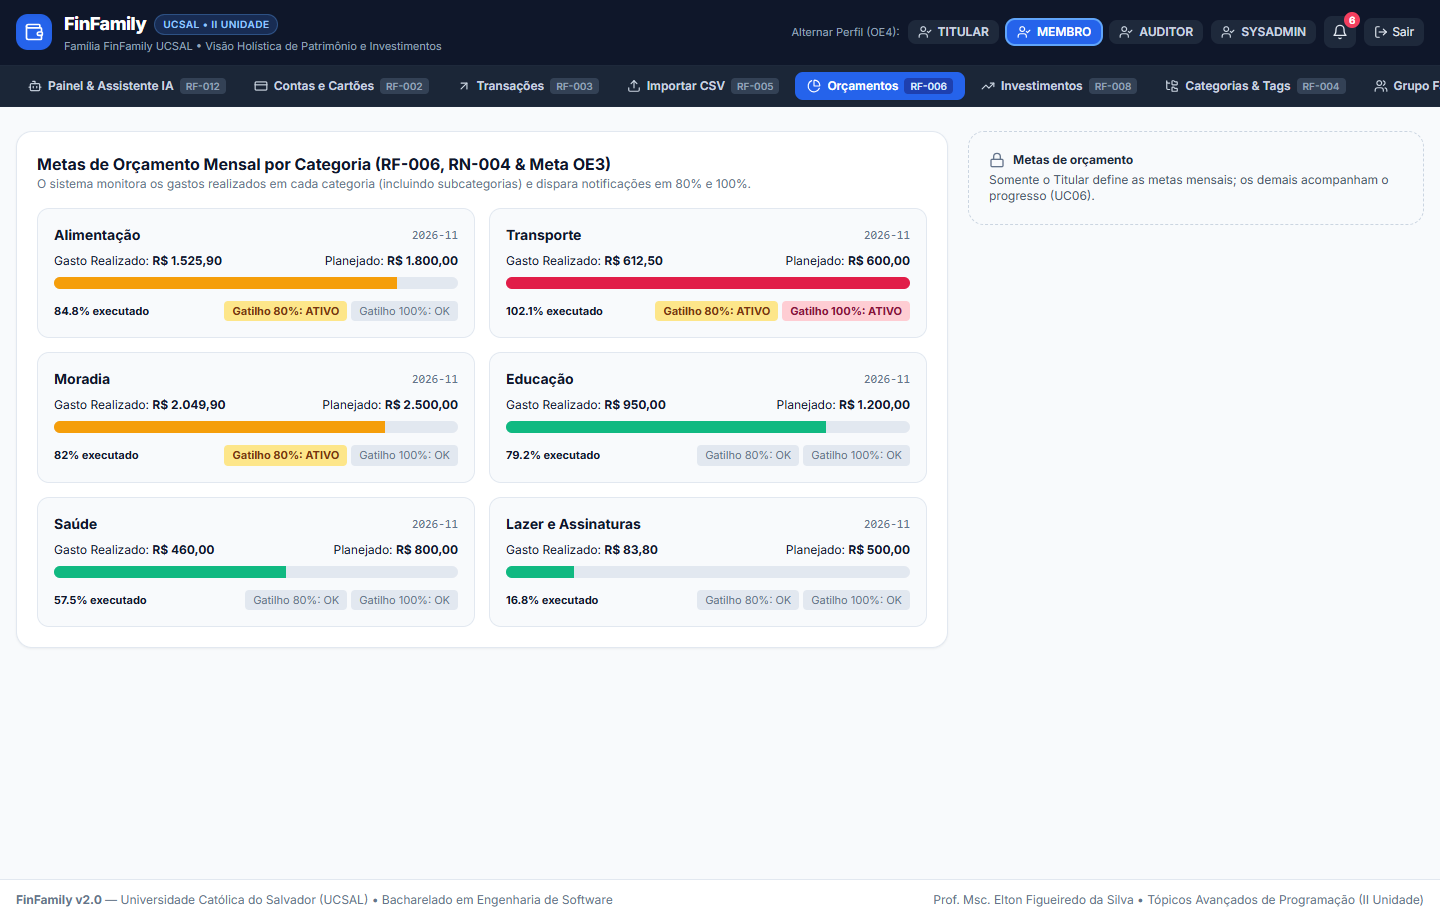 FinFamily UCSAL • II UNIDADE
Família FinFamily UCSAL • Visão Holística de Patrimônio e Investimentos
Alternar Perfil (OE4): TITULAR MEMBRO AUDITOR SYSADMIN 6 Sair
Painel & Assistente IA RF-012 Contas e Cartões RF-002 Transações RF-003 Importar CSV RF-005 Orçamentos RF-006 Investimentos RF-008 Categorias & Tags RF-004 Grupo F
Metas de Orçamento Mensal por Categoria (RF-006, RN-004 & Meta OE3)
O sistema monitora os gastos realizados em cada categoria (incluindo subcategorias) e dispara notificações em 80% e 100%.
Alimentação 2026-11
Gasto Realizado: R$ 1.525,90 Planejado: R$ 1.800,00
84.8% executado Gatilho 80%: ATIVO Gatilho 100%: OK
Transporte 2026-11
Gasto Realizado: R$ 612,50 Planejado: R$ 600,00
102.1% executado Gatilho 80%: ATIVO Gatilho 100%: ATIVO
Moradia 2026-11
Gasto Realizado: R$ 2.049,90 Planejado: R$ 2.500,00
82% executado Gatilho 80%: ATIVO Gatilho 100%: OK
Educação 2026-11
Gasto Realizado: R$ 950,00 Planejado: R$ 1.200,00
79.2% executado Gatilho 80%: OK Gatilho 100%: OK
Saúde 2026-11
Gasto Realizado: R$ 460,00 Planejado: R$ 800,00
57.5% executado Gatilho 80%: OK Gatilho 100%: OK
Lazer e Assinaturas 2026-11
Gasto Realizado: R$ 83,80 Planejado: R$ 500,00
16.8% executado Gatilho 80%: OK Gatilho 100%: OK
Metas de orçamento
Somente o Titular define as metas mensais; os demais acompanham o
progresso (UC06).
FinFamily v2.0 — Universidade Católica do Salvador (UCSAL) • Bacharelado em Engenharia de Software
Prof. Msc. Elton Figueiredo da Silva • Tópicos Avançados de Programação (II Unidade)